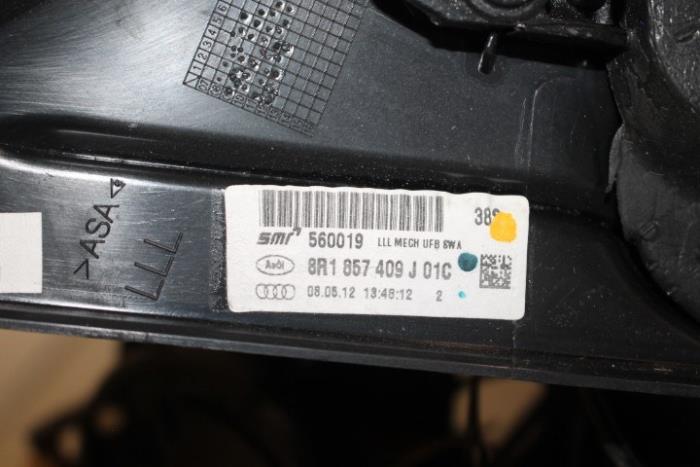 1 2 3 4 5 6
>ASA<
LLL
smr 560019 LLL MECH UFB 6WA
Audi 8R1 857 409 J 01C
08.05.12 13:48:12 2